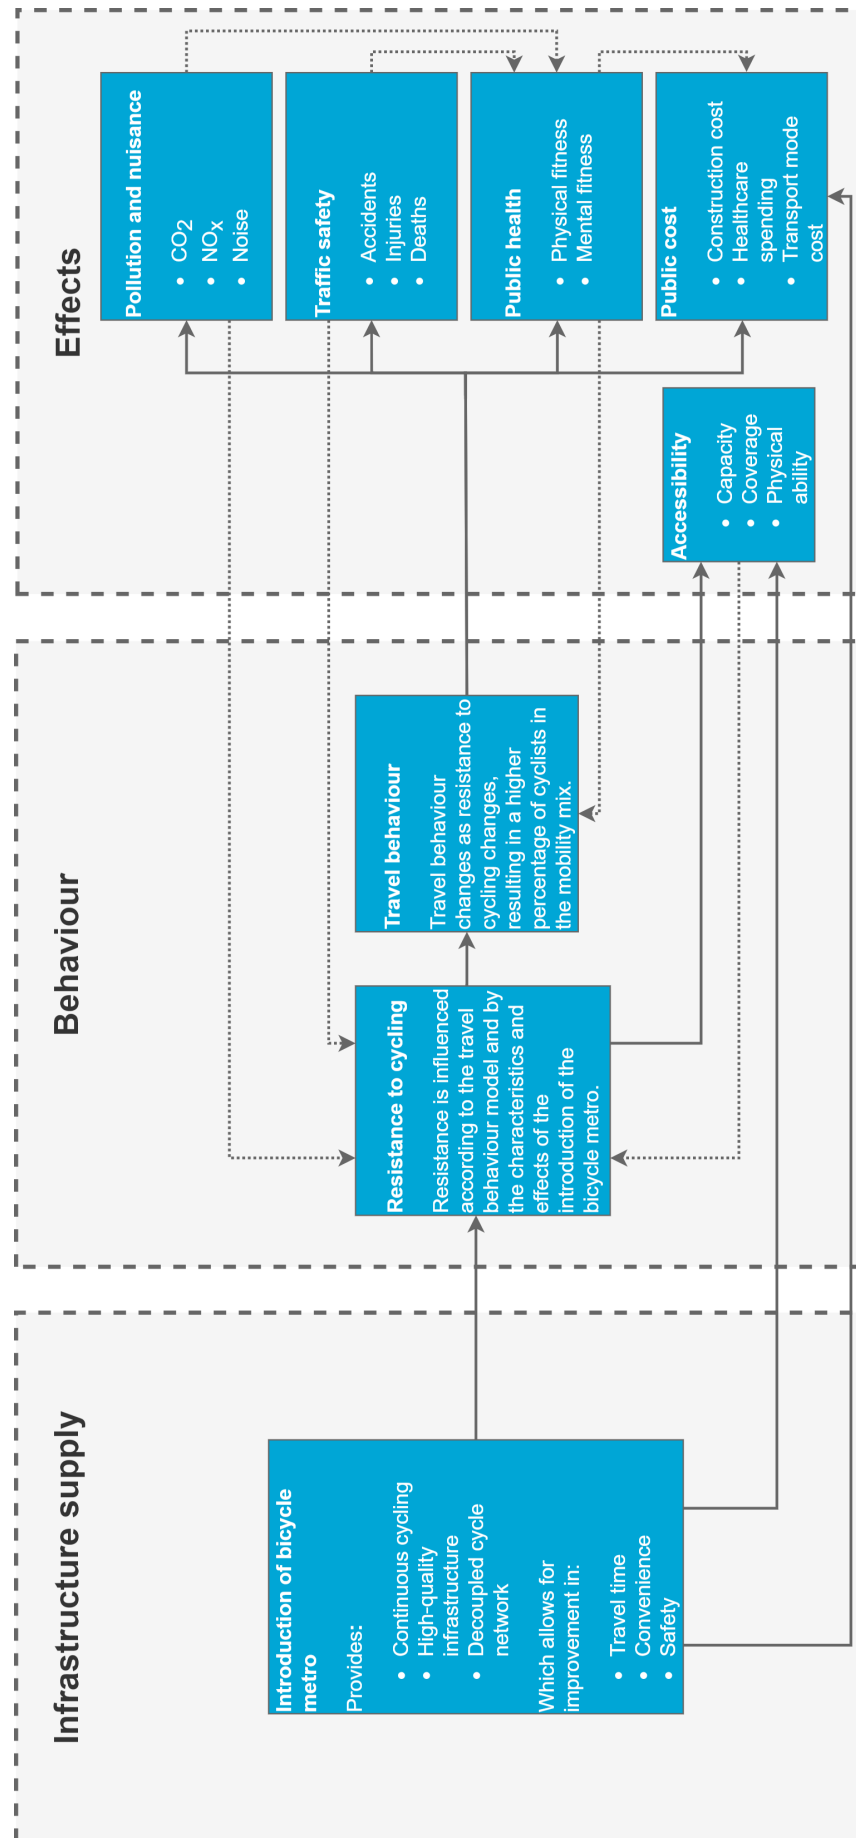 Infrastructure supply
Introduction of bicycle
metro
Provides:
• Continuous cycling
• High-quality
infrastructure
• Decoupled cycle
network
Which allows for
improvement in:
• Travel time
• Convenience
• Safety
Behaviour
Resistance to cycling
Resistance is influenced
according to the travel
behaviour model and by
the characteristics and
effects of the
introduction of the
bicycle metro.
Travel behaviour
Travel behaviour
changes as resistance to
cycling changes,
resulting in a higher
percentage of cyclists in
the mobility mix.
Effects
Pollution and nuisance
• CO2
• NOx
• Noise
Traffic safety
• Accidents
• Injuries
• Deaths
Public health
• Physical fitness
• Mental fitness
Public cost
• Construction cost
• Healthcare
spending
• Transport mode
cost
Accessibility
• Capacity
• Coverage
• Physical
ability